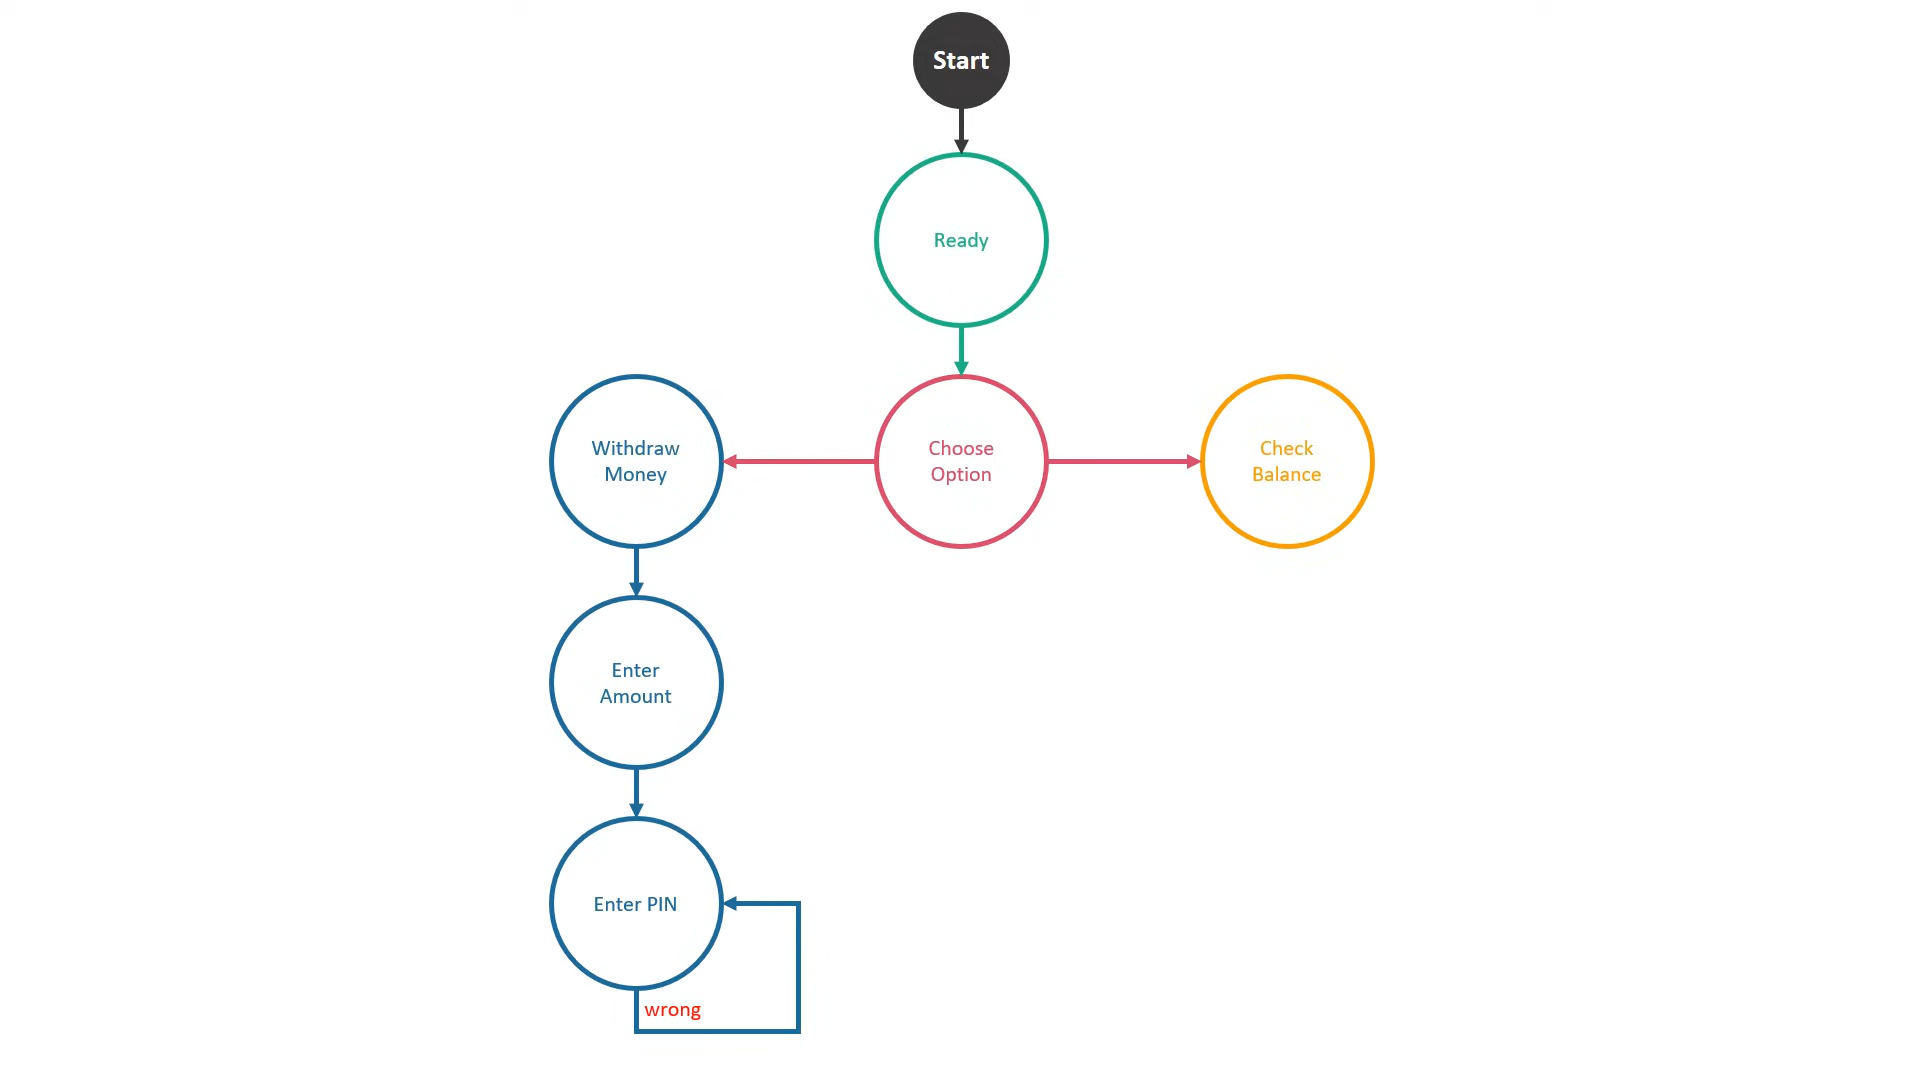 Start
Ready
Withdraw
Money
Choose
Option
Check
Balance
Enter
Amount
Enter PIN
wrong